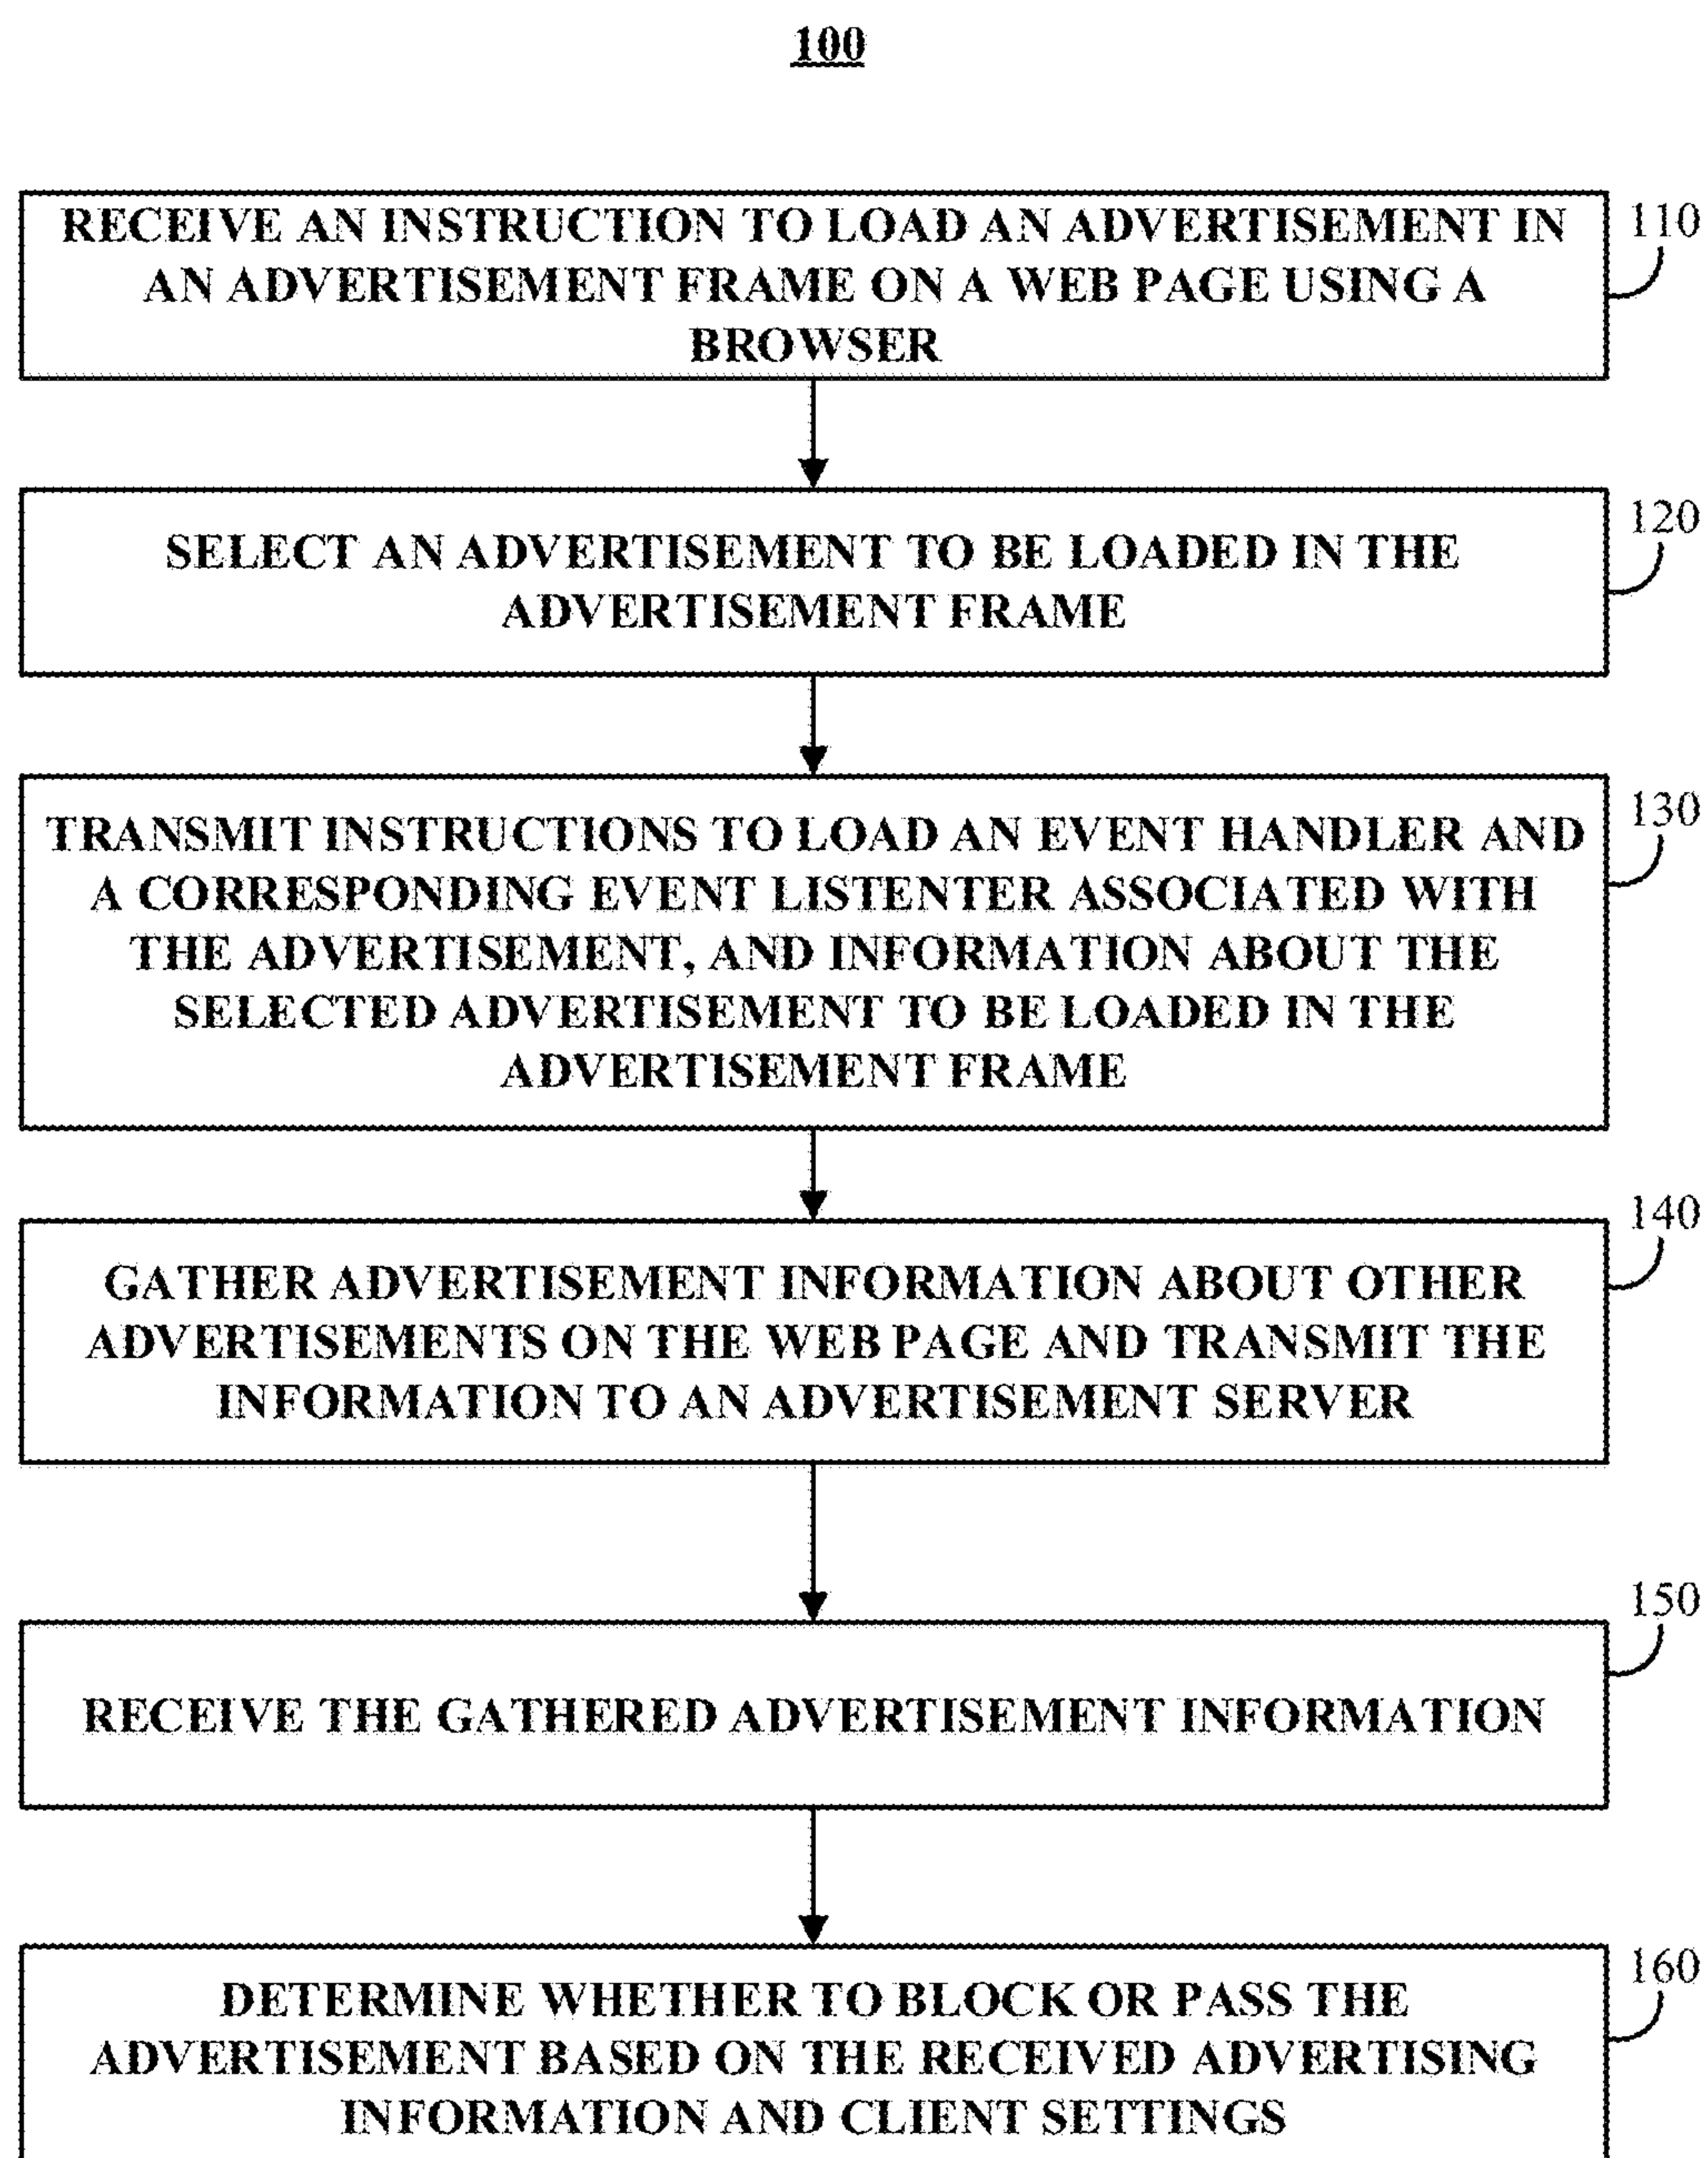 100
RECEIVE AN INSTRUCTION TO LOAD AN ADVERTISEMENT IN
AN ADVERTISEMENT FRAME ON A WEB PAGE USING A
BROWSER
110
SELECT AN ADVERTISEMENT TO BE LOADED IN THE
ADVERTISEMENT FRAME
120
TRANSMIT INSTRUCTIONS TO LOAD AN EVENT HANDLER AND
A CORRESPONDING EVENT LISTENTER ASSOCIATED WITH
THE ADVERTISEMENT, AND INFORMATION ABOUT THE
SELECTED ADVERTISEMENT TO BE LOADED IN THE
ADVERTISEMENT FRAME
130
GATHER ADVERTISEMENT INFORMATION ABOUT OTHER
ADVERTISEMENTS ON THE WEB PAGE AND TRANSMIT THE
INFORMATION TO AN ADVERTISEMENT SERVER
140
RECEIVE THE GATHERED ADVERTISEMENT INFORMATION
150
DETERMINE WHETHER TO BLOCK OR PASS THE
ADVERTISEMENT BASED ON THE RECEIVED ADVERTISING
INFORMATION AND CLIENT SETTINGS
160